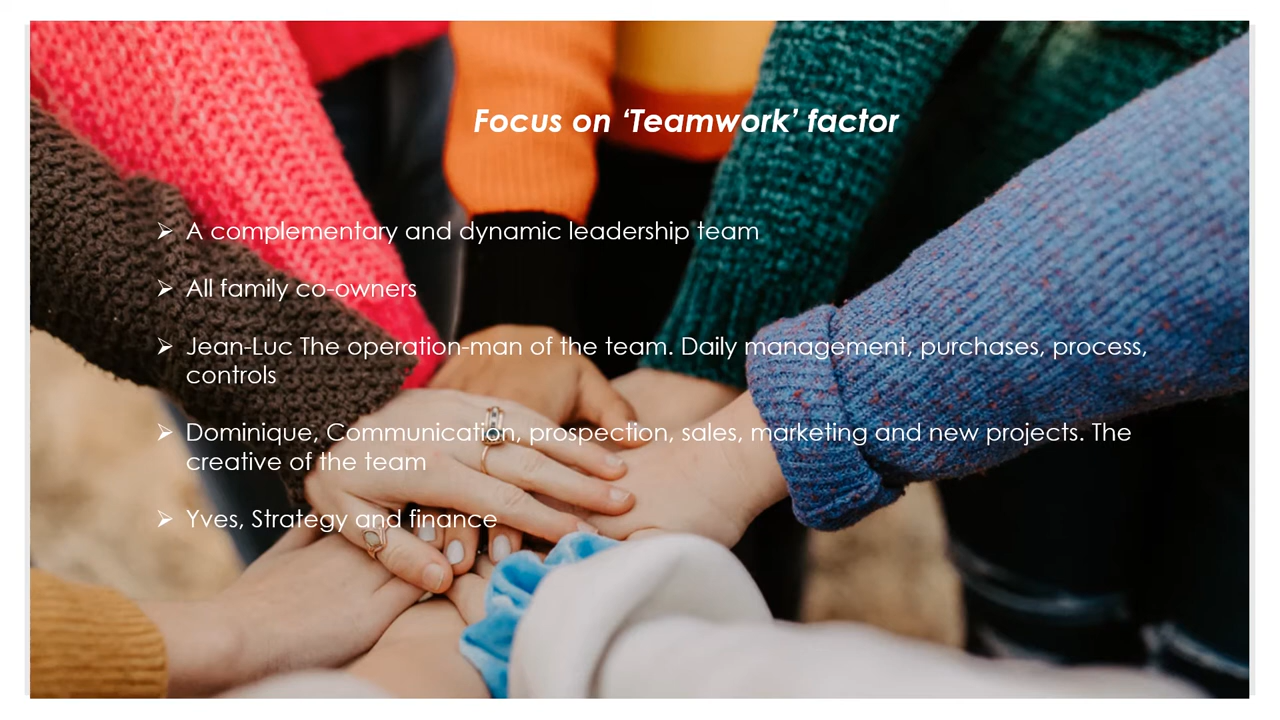 Focus on ‘Teamwork’ factor
➢ A complementary and dynamic leadership team
➢ All family co-owners
➢ Jean-Luc The operation-man of the team. Daily management, purchases, process,
controls
➢ Dominique, Communication, prospection, sales, marketing and new projects. The
creative of the team
➢ Yves, Strategy and finance